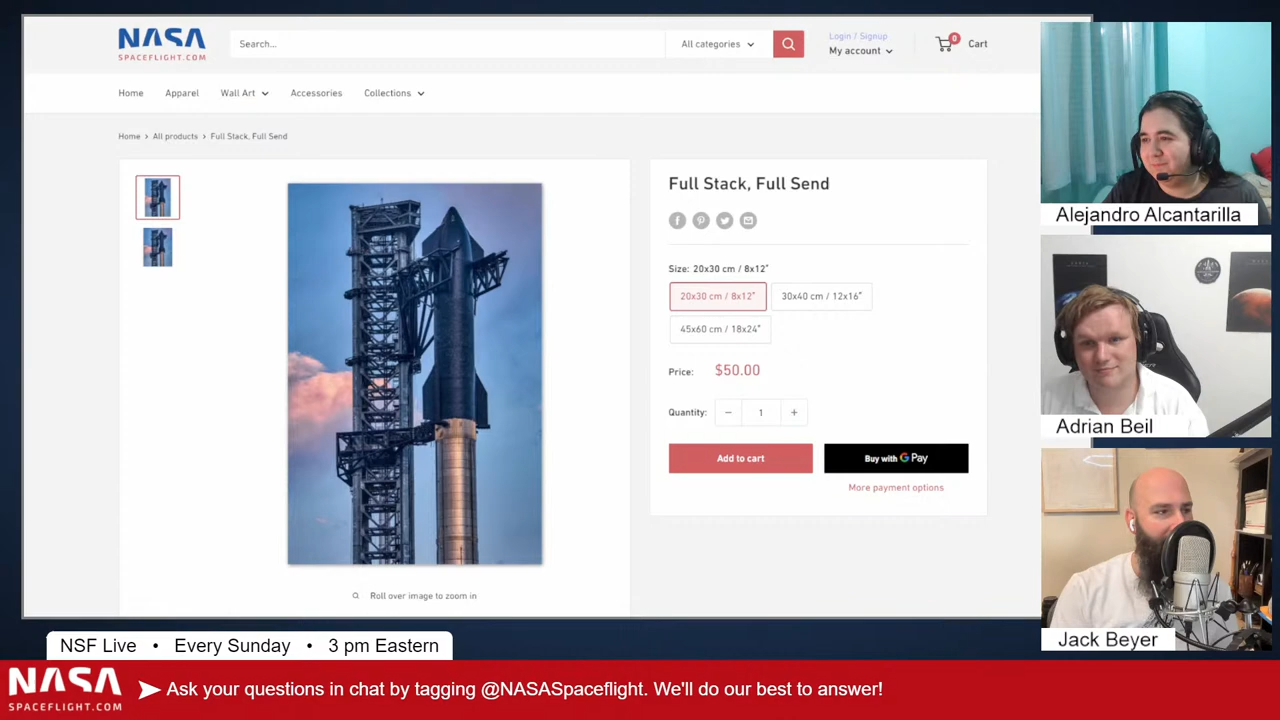 NASA
SPACEFLIGHT.COM
Search...
All categories
Login / Signup
My account
0
Cart
Home
Apparel
Wall Art
Accessories
Collections
Home > All products > Full Stack, Full Send
Full Stack, Full Send
Size: 20x30 cm / 8x12"
20x30 cm / 8x12"
30x40 cm / 12x16"
45x60 cm / 18x24"
Price: $50.00
Quantity: − 1 +
Add to cart
Buy with G Pay
More payment options
Roll over image to zoom in
Alejandro Alcantarilla
Adrian Beil
Jack Beyer
NSF Live • Every Sunday • 3 pm Eastern
NASA
SPACEFLIGHT.COM
Ask your questions in chat by tagging @NASASpaceflight. We'll do our best to answer!